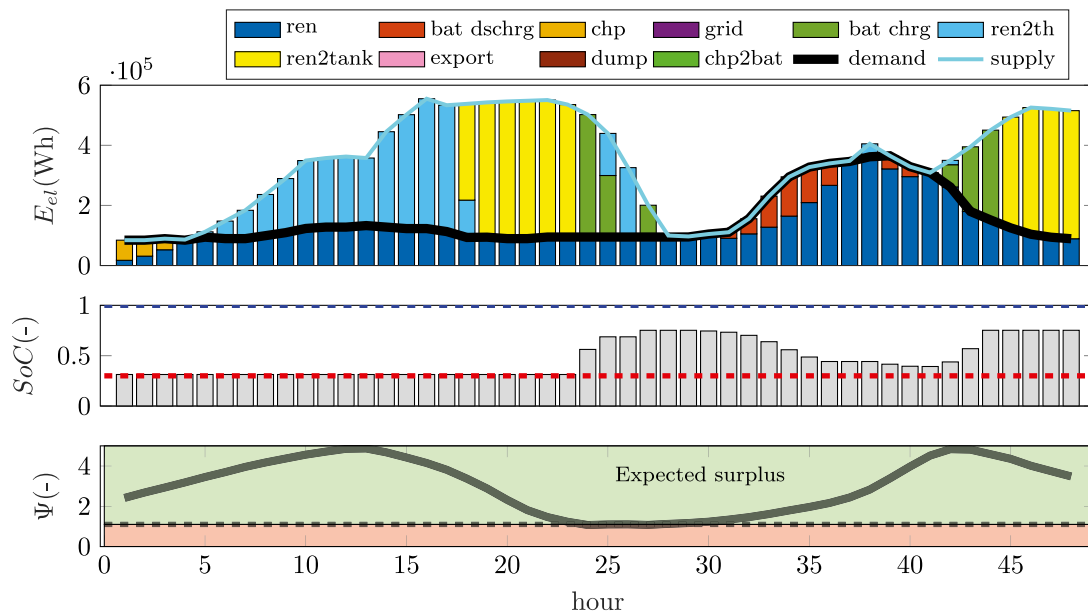 ren bat dschrg chp grid bat chrg ren2th
ren2tank export dump chp2bat demand supply
·10⁵
6
4
2
0
E_el(Wh)
1
0.5
0
SoC(-)
Expected surplus
4
2
0
Ψ(-)
0 5 10 15 20 25 30 35 40 45
hour